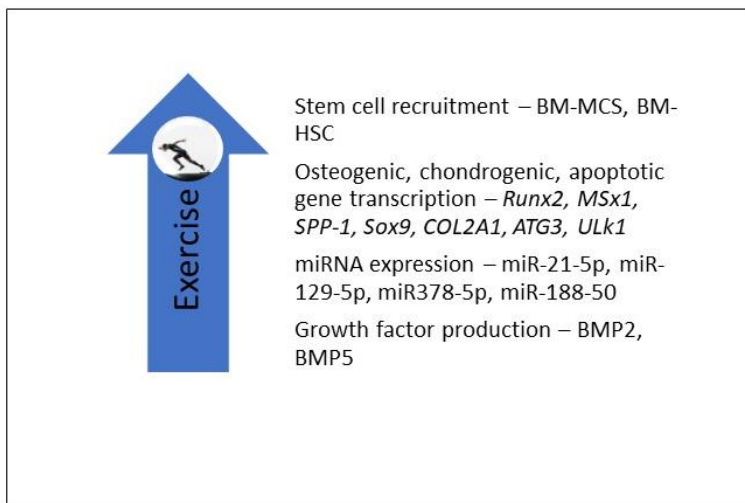 Exercise
Stem cell recruitment – BM-MCS, BM-
HSC
Osteogenic, chondrogenic, apoptotic
gene transcription – Runx2, MSx1,
SPP-1, Sox9, COL2A1, ATG3, ULk1
miRNA expression – miR-21-5p, miR-
129-5p, miR378-5p, miR-188-50
Growth factor production – BMP2,
BMP5